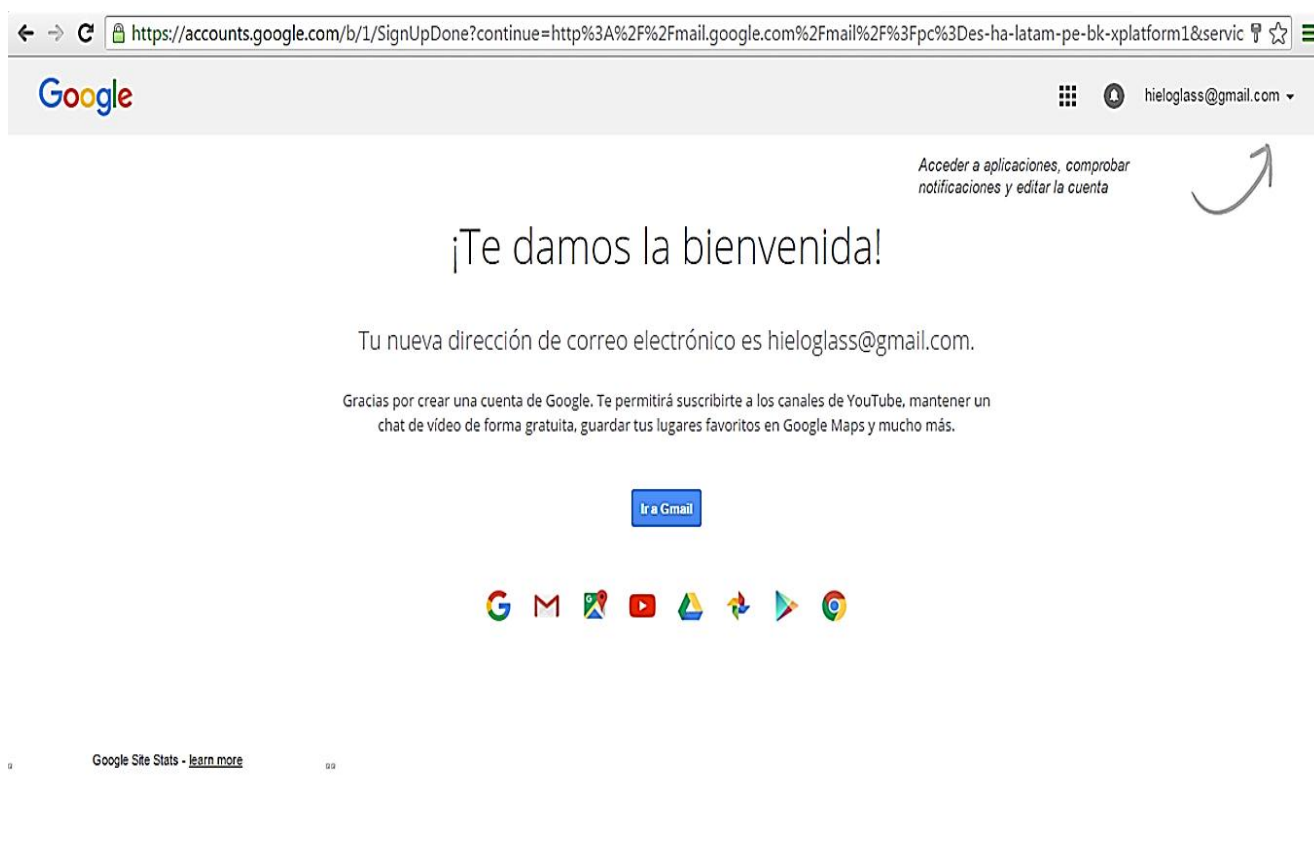 https://accounts.google.com/b/1/SignUpDone?continue=http%3A%2F%2Fmail.google.com%2Fmail%2F%3Fpc%3Des-ha-latam-pe-bk-xplatform1&servic
Google
hieloglass@gmail.com
Acceder a aplicaciones, comprobar
notificaciones y editar la cuenta
¡Te damos la bienvenida!
Tu nueva dirección de correo electrónico es hieloglass@gmail.com.
Gracias por crear una cuenta de Google. Te permitirá suscribirte a los canales de YouTube, mantener un
chat de vídeo de forma gratuita, guardar tus lugares favoritos en Google Maps y mucho más.
Ir a Gmail
Google Site Stats - learn more